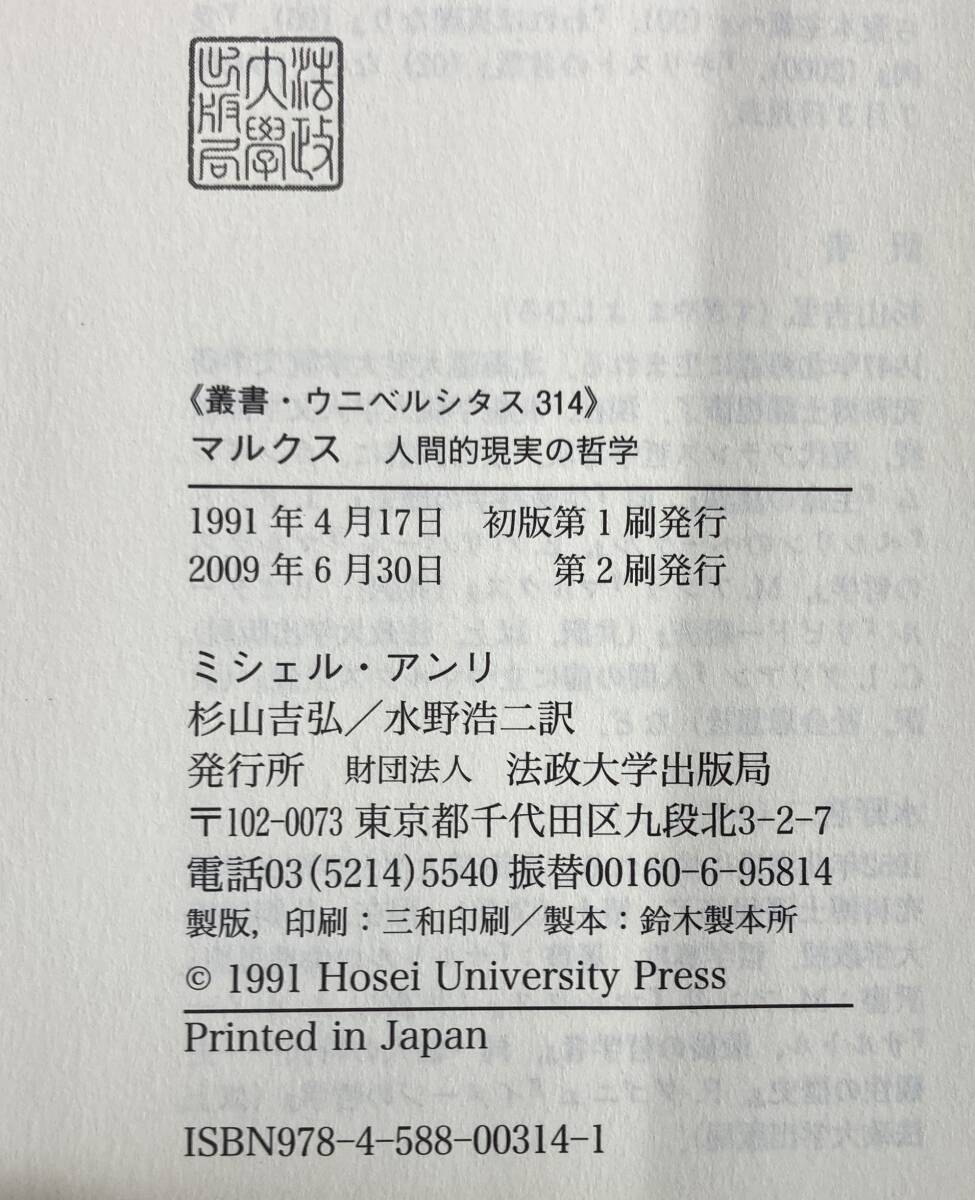 法政
大學
出版局
《叢書・ウニベルシタス 314》
マルクス 人間的現実の哲学
1991 年 4 月17日 初版第 1 刷発行
2009 年 6 月30日 第 2 刷発行
ミシェル・アンリ
杉山吉弘／水野浩二訳
発行所 財団法人 法政大学出版局
〒102-0073 東京都千代田区九段北3-2-7
電話03(5214)5540 振替00160-6-95814
製版，印刷：三和印刷／製本：鈴木製本所
© 1991 Hosei University Press
Printed in Japan
ISBN978-4-588-00314-1